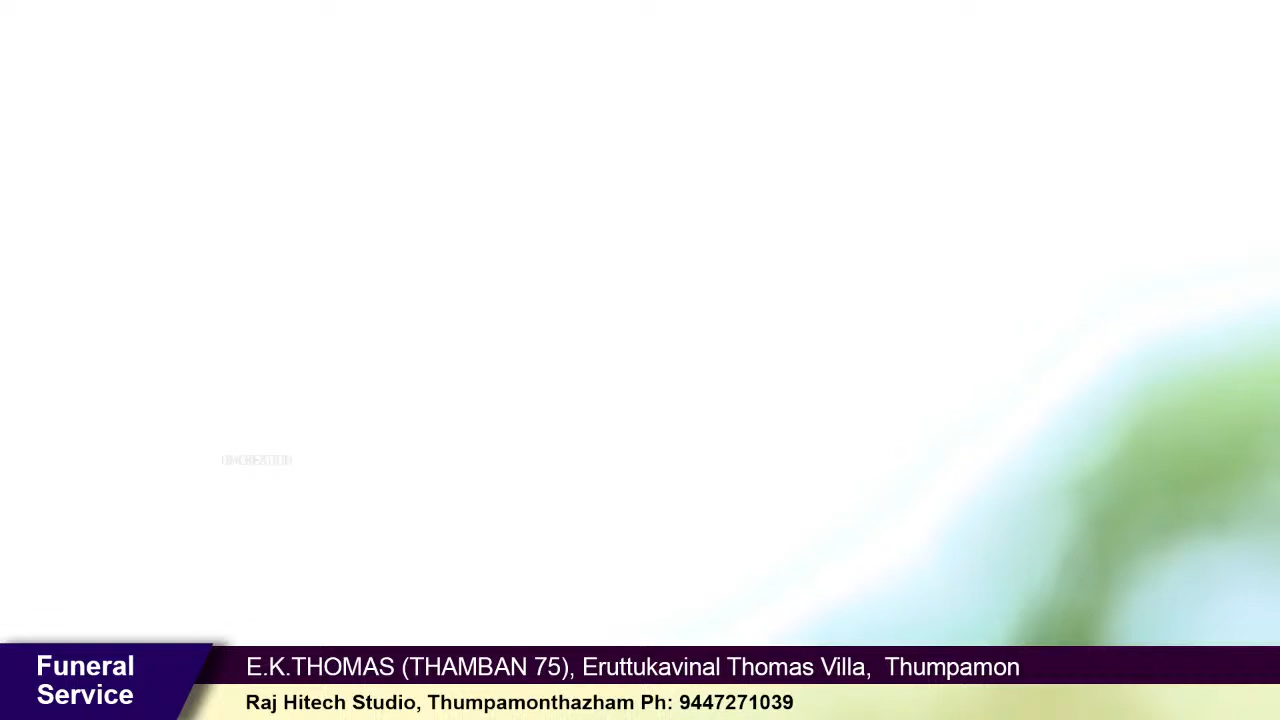 Funeral
Service
E.K.THOMAS (THAMBAN 75), Eruttukavinal Thomas Villa, Thumpamon
Raj Hitech Studio, Thumpamonthazham Ph: 9447271039